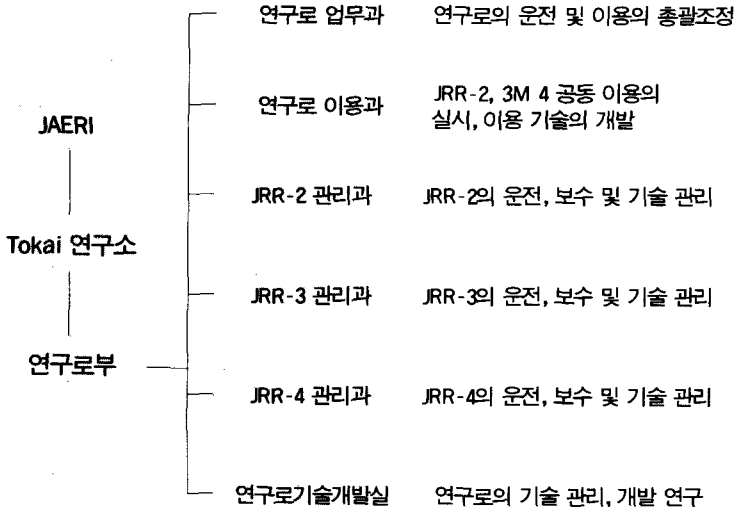 연구로 업무과 연구로의 운전 및 이용의 총괄조정
연구로 이용과 JRR-2, 3M 4 공동 이용의
실시, 이용 기술의 개발
JAERI
JRR-2 관리과 JRR-2의 운전, 보수 및 기술 관리
Tokai 연구소
JRR-3 관리과 JRR-3의 운전, 보수 및 기술 관리
연구로부
JRR-4 관리과 JRR-4의 운전, 보수 및 기술 관리
연구로기술개발실 연구로의 기술 관리, 개발 연구